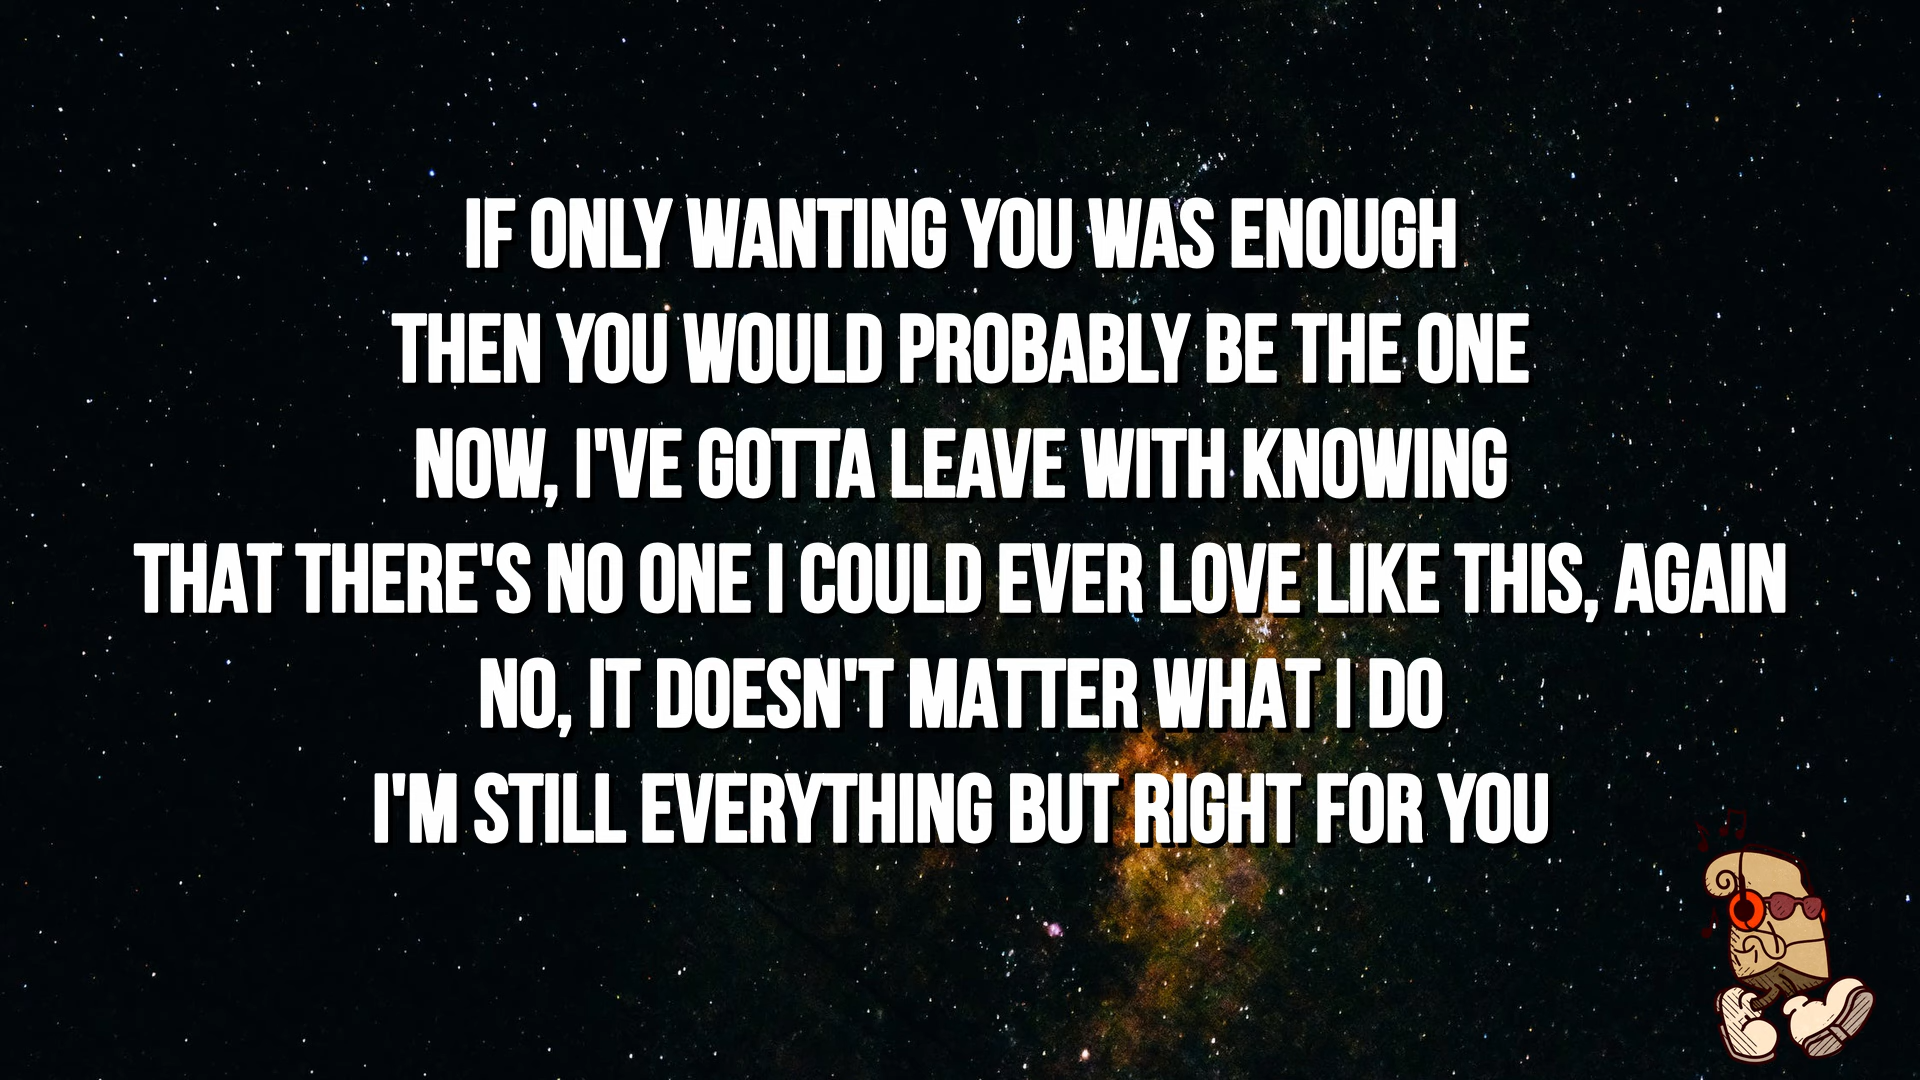 IF ONLY WANTING YOU WAS ENOUGH
THEN YOU WOULD PROBABLY BE THE ONE
NOW, I'VE GOTTA LEAVE WITH KNOWING
THAT THERE'S NO ONE I COULD EVER LOVE LIKE THIS, AGAIN
NO, IT DOESN'T MATTER WHAT I DO
I'M STILL EVERYTHING BUT RIGHT FOR YOU